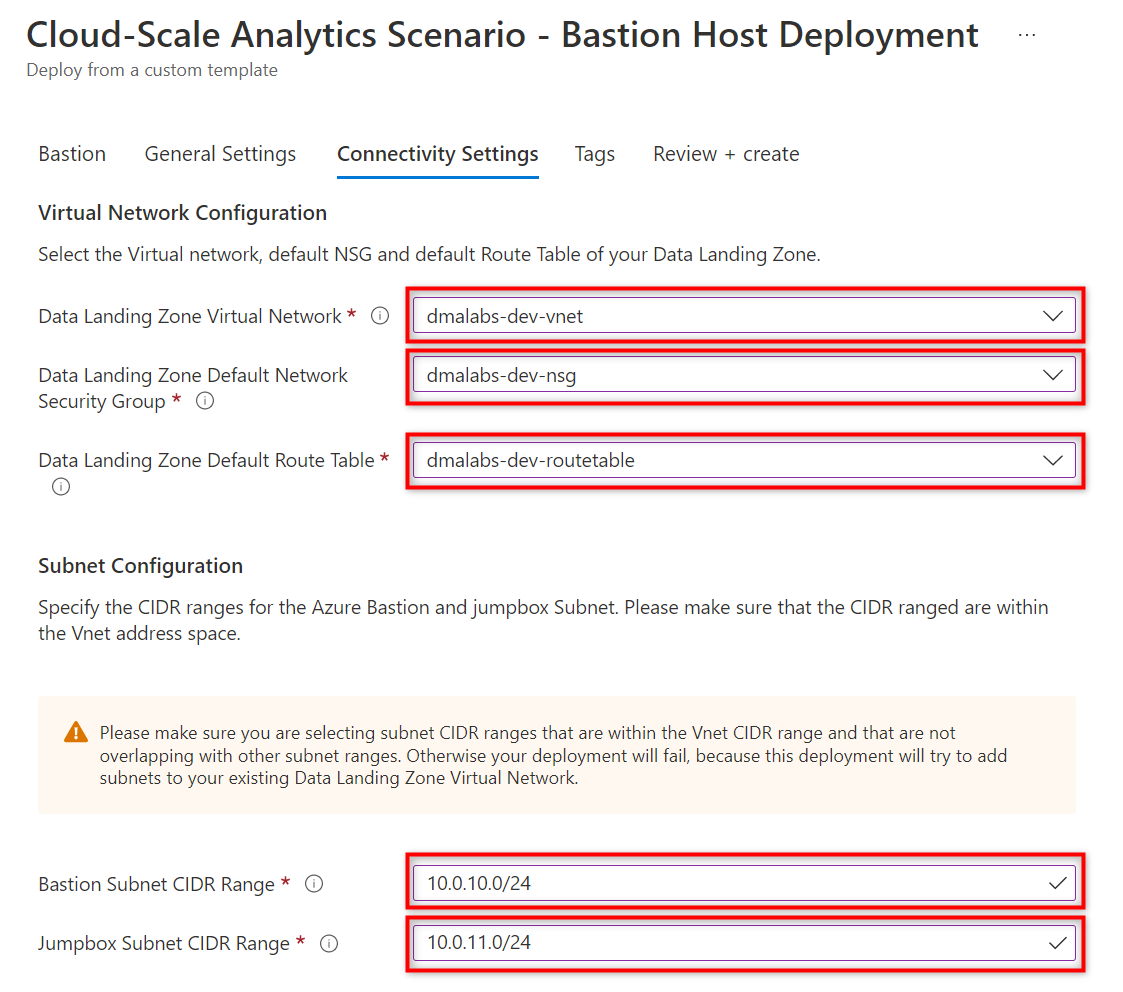 Cloud-Scale Analytics Scenario - Bastion Host Deployment ...
Deploy from a custom template
Bastion General Settings Connectivity Settings Tags Review + create
Virtual Network Configuration
Select the Virtual network, default NSG and default Route Table of your Data Landing Zone.
Data Landing Zone Virtual Network * dmalabs-dev-vnet
Data Landing Zone Default Network
Security Group *
dmalabs-dev-nsg
Data Landing Zone Default Route Table * dmalabs-dev-routetable
Subnet Configuration
Specify the CIDR ranges for the Azure Bastion and jumpbox Subnet. Please make sure that the CIDR ranged are within
the Vnet address space.
Please make sure you are selecting subnet CIDR ranges that are within the Vnet CIDR range and that are not
overlapping with other subnet ranges. Otherwise your deployment will fail, because this deployment will try to add
subnets to your existing Data Landing Zone Virtual Network.
Bastion Subnet CIDR Range * 10.0.10.0/24
Jumpbox Subnet CIDR Range * 10.0.11.0/24